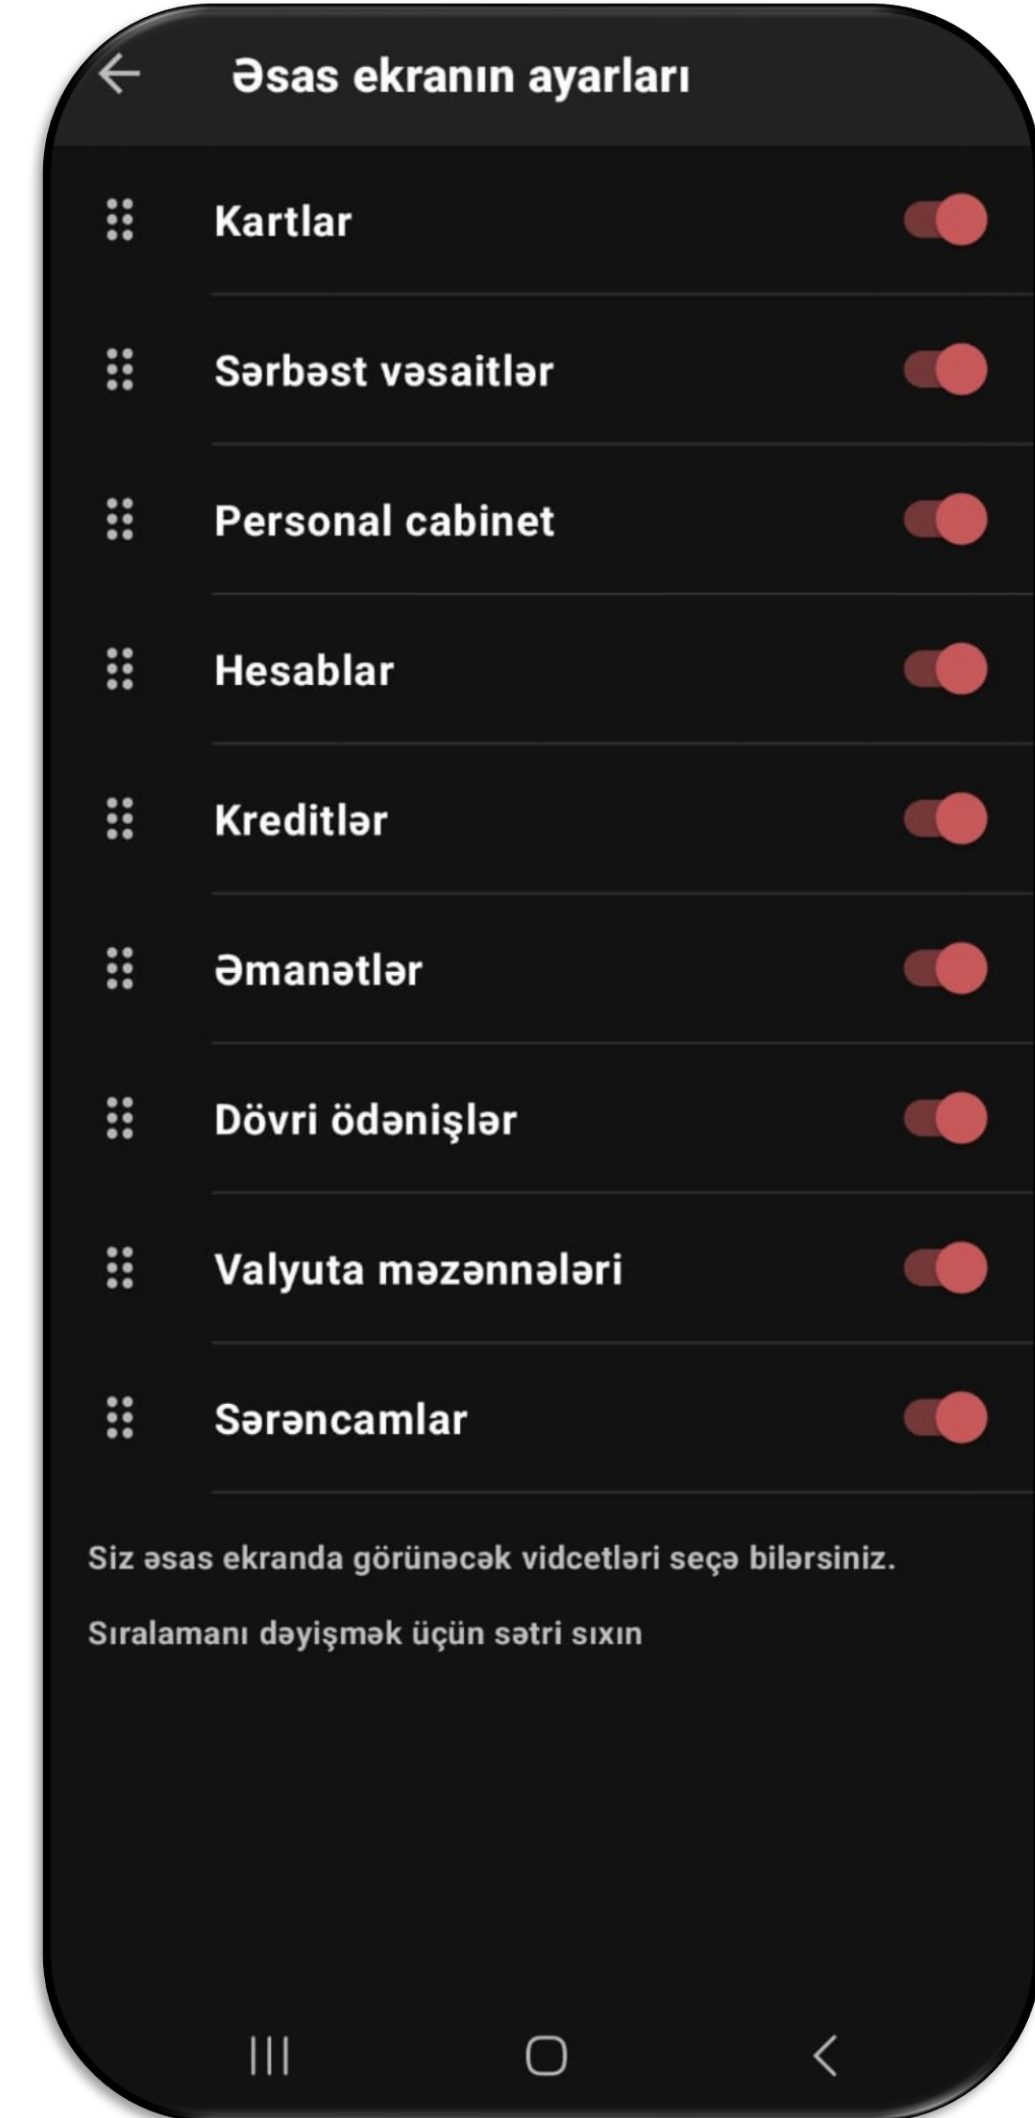 Əsas ekranın ayarları
Kartlar
Sərbəst vəsaitlər
Personal cabinet
Hesablar
Kreditlər
Əmanətlər
Dövri ödənişlər
Valyuta məzənnələri
Sərəncamlar
Siz əsas ekranda görünəcək vidcetləri seçə bilərsiniz.
Sıralamanı dəyişmək üçün sətri sıxın